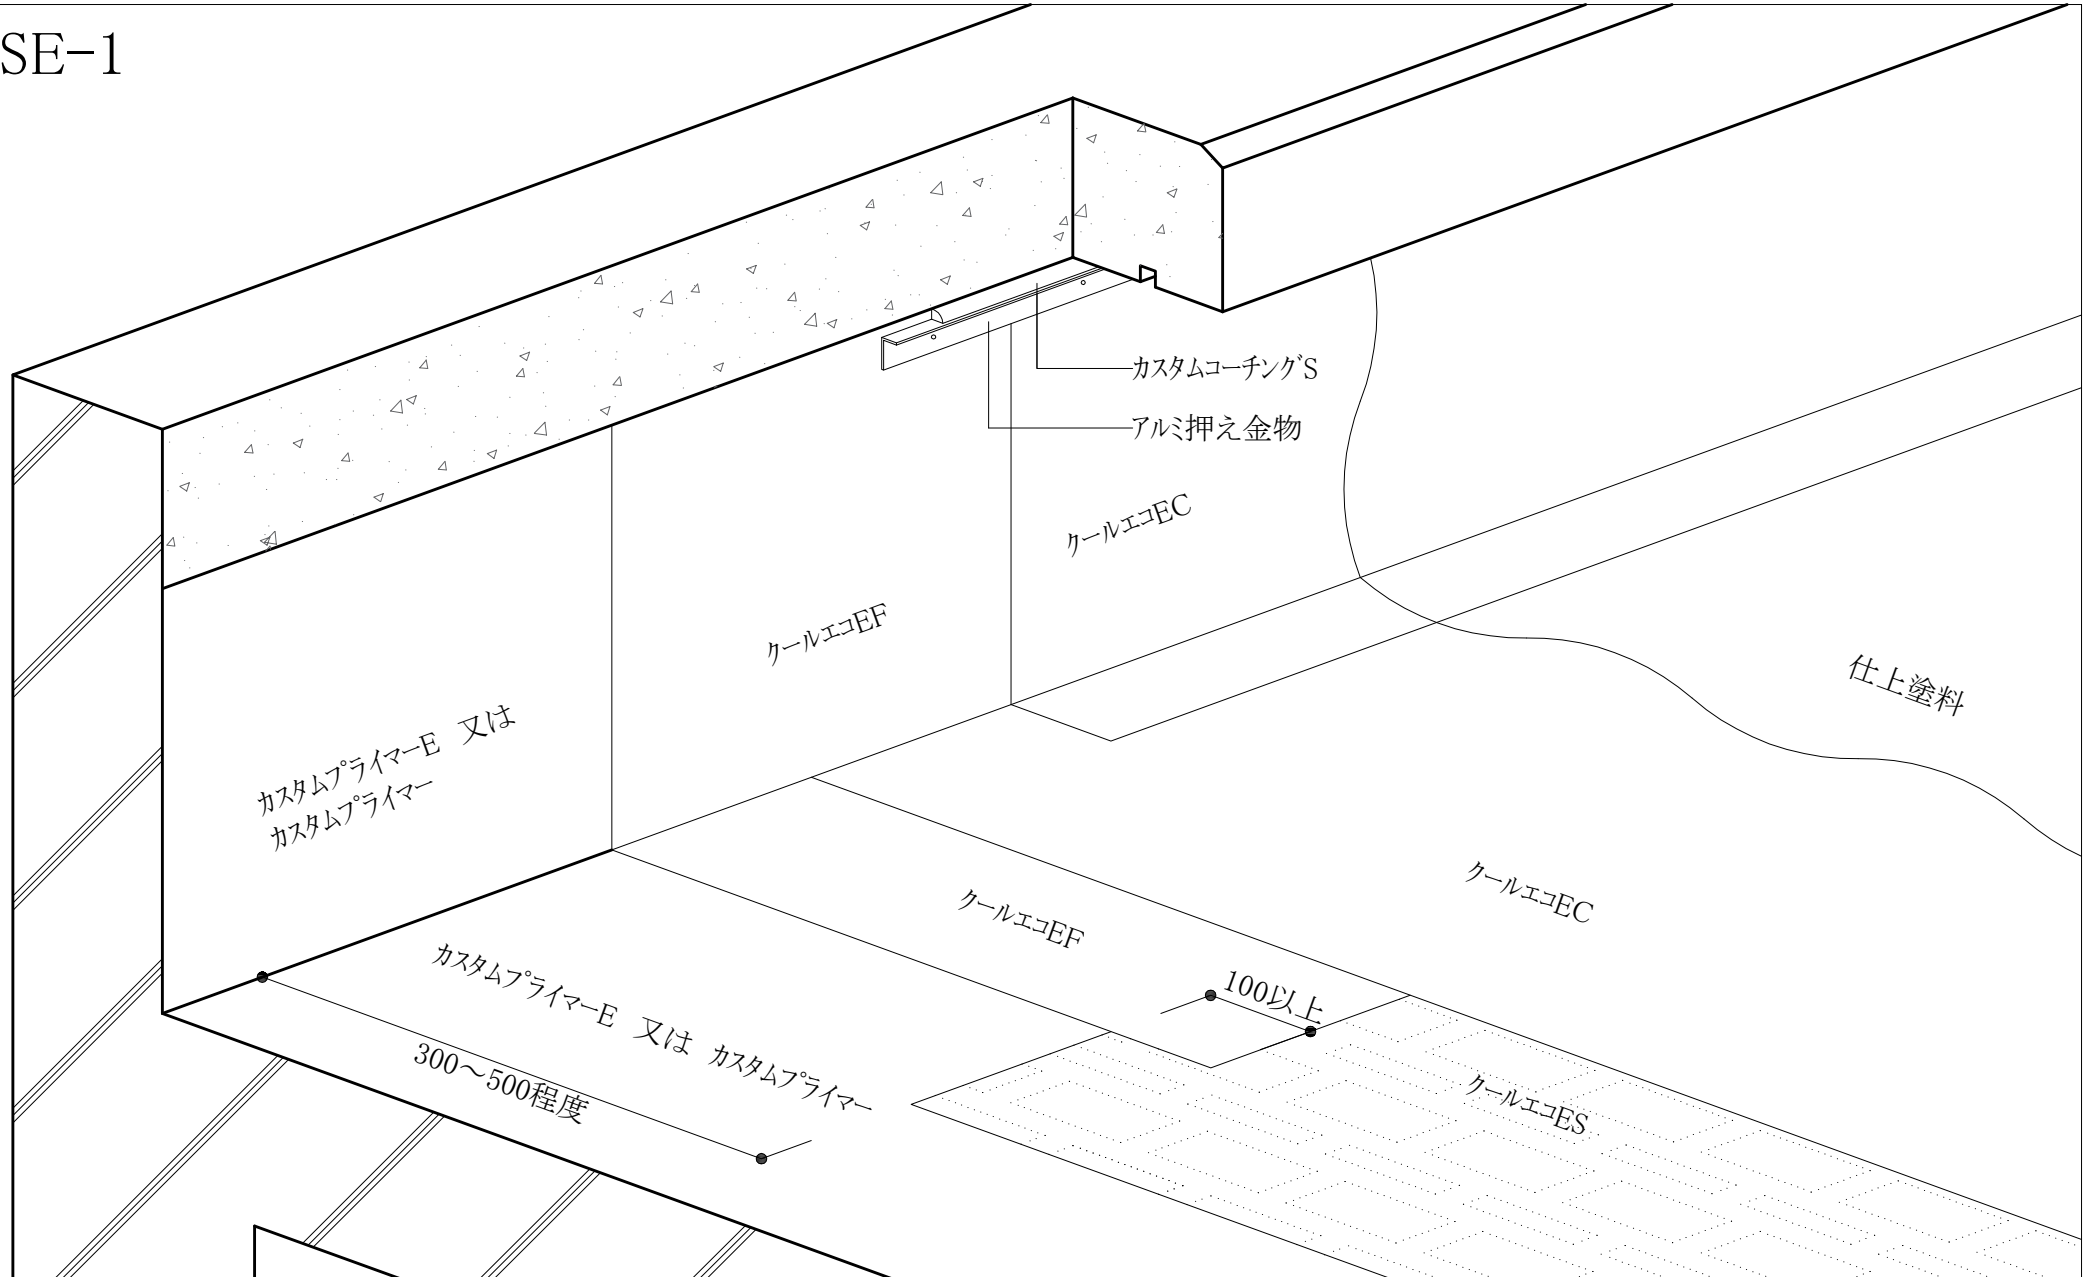 SE-1
カスタムコーチングS
アルミ押え金物
クールエコEC
クールエコEF
仕上塗料
カスタムプライマーE 又は
カスタムプライマー
クールエコEC
クールエコEF
カスタムプライマーE 又は カスタムプライマー
100以上
300～500程度
クールエコES